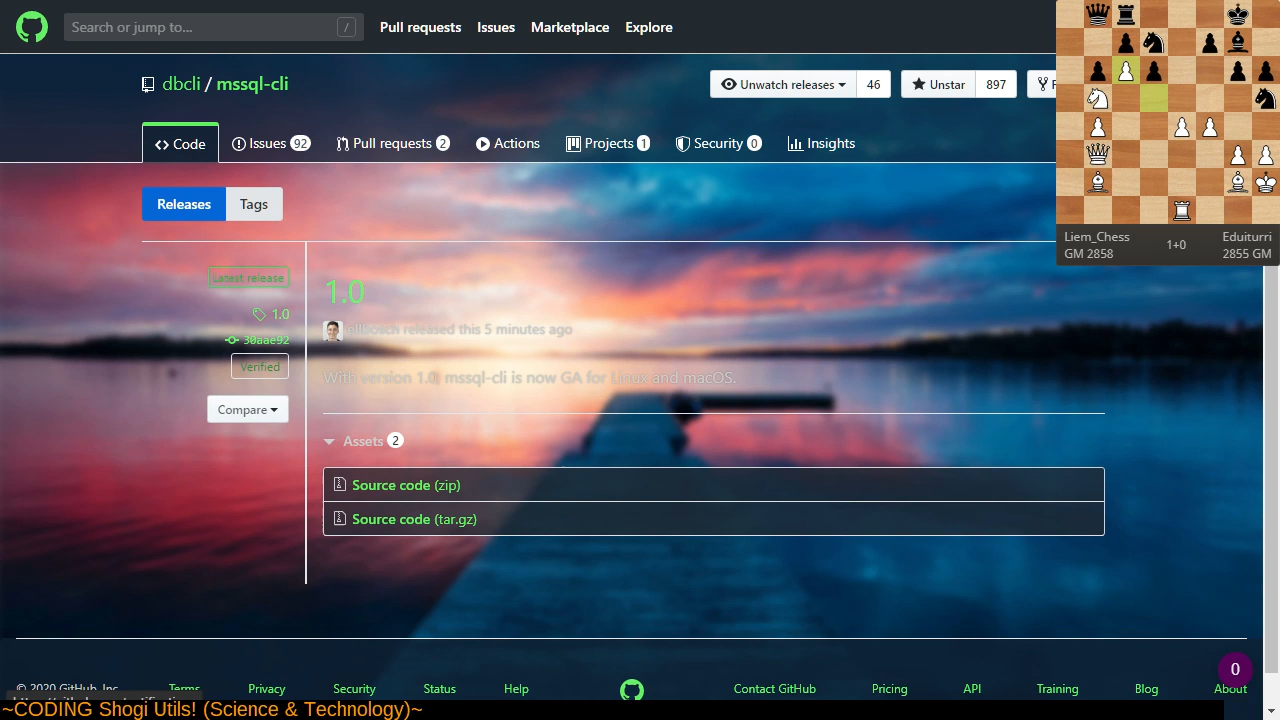 Search or jump to...
/
Pull requests
Issues
Marketplace
Explore
dbcli / mssql-cli
Unwatch releases
46
Unstar
897
Code
Issues 92
Pull requests 2
Actions
Projects 1
Security 0
Insights
Liem_Chess
GM 2858
1+0
Eduiturri
2855 GM
Releases
Tags
Latest release
1.0
30aae92
Verified
Compare
1.0
released this 5 minutes ago
With version 1.0, mssql-cli is now GA for Linux and macOS.
Assets 2
Source code (zip)
Source code (tar.gz)
0
© 2020 GitHub, Inc.
Terms
Privacy
Security
Status
Help
Contact GitHub
Pricing
API
Training
Blog
About
~CODING Shogi Utils! (Science & Technology)~